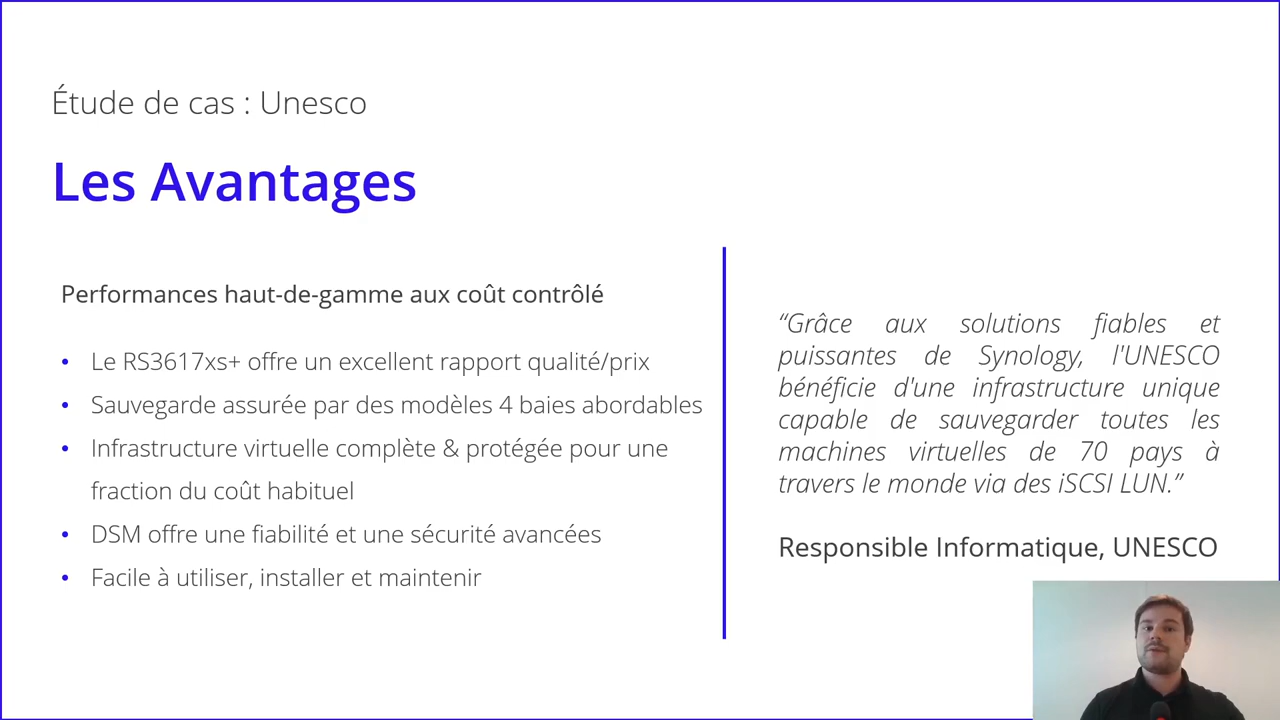 Étude de cas : Unesco
Les Avantages
Performances haut-de-gamme aux coût contrôlé
• Le RS3617xs+ offre un excellent rapport qualité/prix
• Sauvegarde assurée par des modèles 4 baies abordables
• Infrastructure virtuelle complète & protégée pour une
fraction du coût habituel
• DSM offre une fiabilité et une sécurité avancées
• Facile à utiliser, installer et maintenir
“Grâce aux solutions fiables et
puissantes de Synology, l'UNESCO
bénéficie d'une infrastructure unique
capable de sauvegarder toutes les
machines virtuelles de 70 pays à
travers le monde via des iSCSI LUN.”
Responsible Informatique, UNESCO